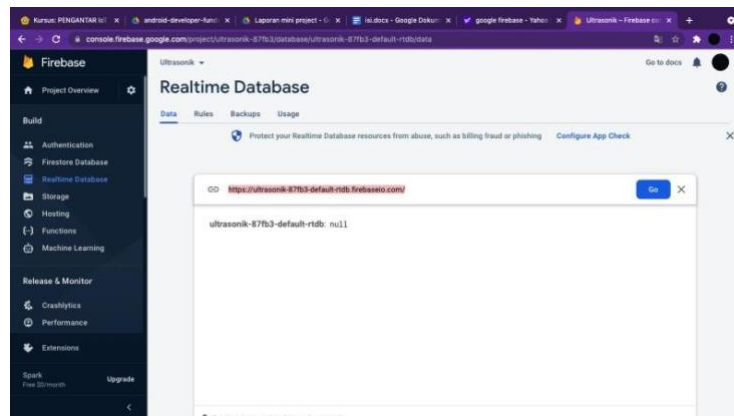 Kursus: PENGANTAR IoT
android-developer-fund
Laporan mini project - G
isi.docx - Google Dokum
google firebase - Yahoo
Ultrasonik - Firebase con
console.firebase.google.com/project/ultrasonik-87fb3/database/ultrasonik-87fb3-default-rtdb/data
Firebase
Ultrasonik
Go to docs
Project Overview
Realtime Database
Data Rules Backups Usage
Build
Protect your Realtime Database resources from abuse, such as billing fraud or phishing Configure App Check
Authentication
Firestore Database
Realtime Database
Storage
https://ultrasonik-87fb3-default-rtdb.firebaseio.com/
Go
Hosting
Functions
ultrasonik-87fb3-default-rtdb: null
Machine Learning
Release & Monitor
Crashlytics
Performance
Extensions
Spark
Free $0/month
Upgrade